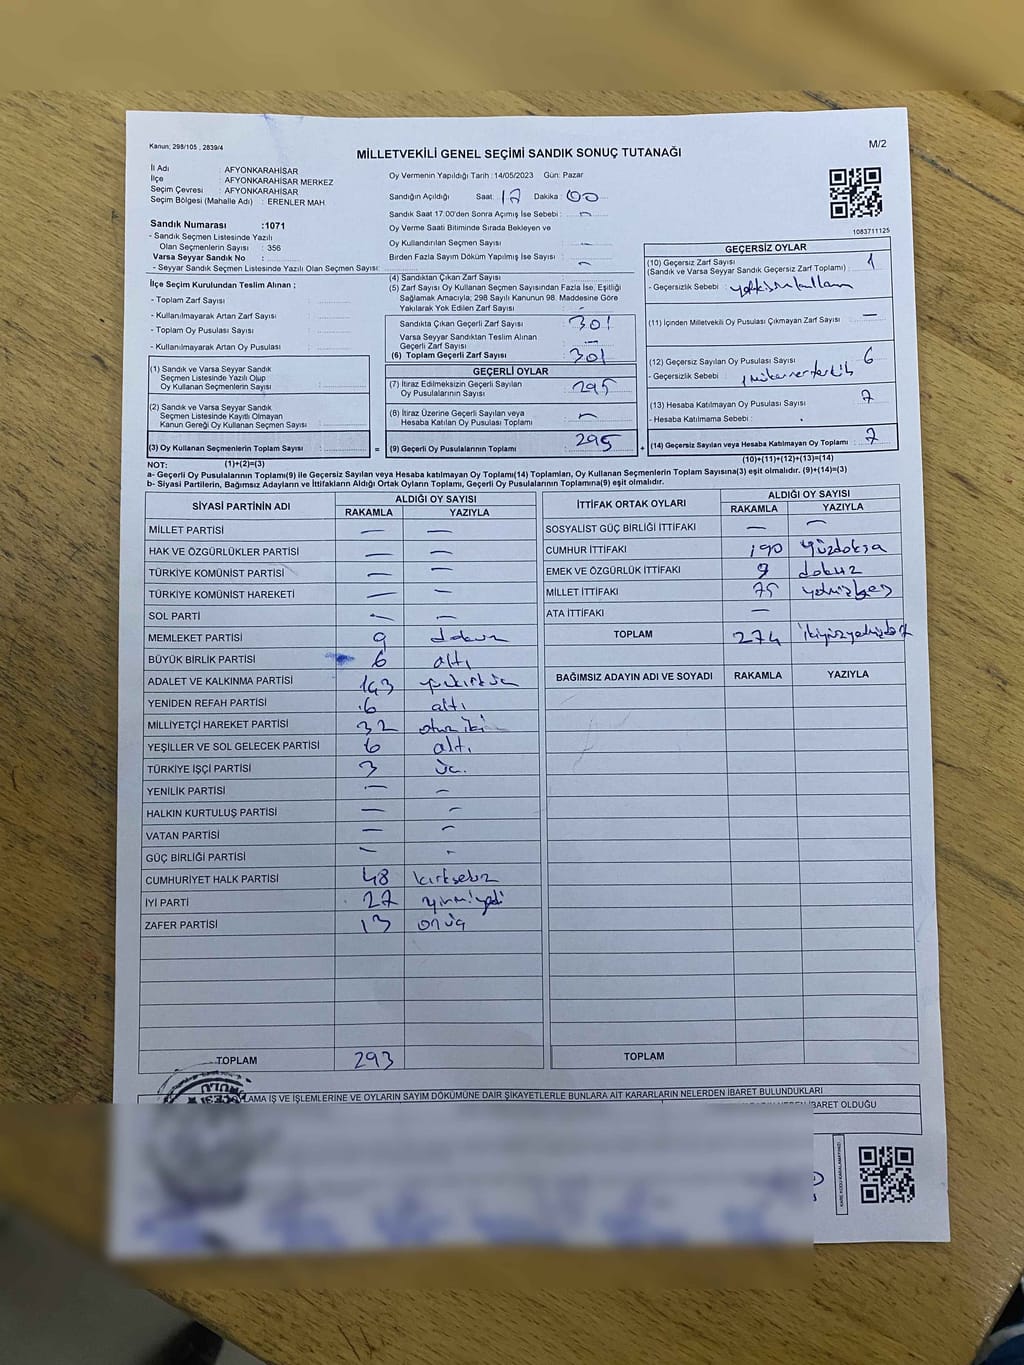 Kanun; 298/105 , 2839/4
M/2
MİLLETVEKİLİ GENEL SEÇİMİ SANDIK SONUÇ TUTANAĞI
İl Adı : AFYONKARAHİSAR
İlçe : AFYONKARAHİSAR MERKEZ
Seçim Çevresi : AFYONKARAHİSAR
Seçim Bölgesi (Mahalle Adı) : ERENLER MAH.
Sandık Numarası :1071
- Sandık Seçmen Listesinde Yazılı
Olan Seçmenlerin Sayısı : 356
Varsa Seyyar Sandık No :
- Seyyar Sandık Seçmen Listesinde Yazılı Olan Seçmen Sayısı:
İlçe Seçim Kurulundan Teslim Alınan ;
- Toplam Zarf Sayısı :
- Kullanılmayarak Artan Zarf Sayısı :
- Toplam Oy Pusulası Sayısı :
- Kullanılmayarak Artan Oy Pusulası :
(1) Sandık ve Varsa Seyyar Sandık
Seçmen Listesinde Yazılı Olup
Oy Kullanan Seçmenlerin Sayısı :
(2) Sandık ve Varsa Seyyar Sandık
Seçmen Listesinde Kayıtlı Olmayan
Kanun Gereği Oy Kullanan Seçmen Sayısı :
(3) Oy Kullanan Seçmenlerin Toplam Sayısı : =
(1)+(2)=(3)
Oy Vermenin Yapıldığı Tarih : 14/05/2023 Gün: Pazar
Sandığın Açıldığı Saat : 17 Dakika : 00
Sandık Saat 17:00'den Sonra Açımış İse Sebebi : –
Oy Verme Saati Bitiminde Sırada Bekleyen ve
Oy Kullandırılan Seçmen Sayısı : –
Birden Fazla Sayım Döküm Yapılmış İse Sayısı : –
(4) Sandıktan Çıkan Zarf Sayısı :
(5) Zarf Sayısı Oy Kullanan Seçmen Sayısından Fazla İse, Eşitliği
Sağlamak Amacıyla; 298 Sayılı Kanunun 98. Maddesine Göre
Yakılarak Yok Edilen Zarf Sayısı : –
Sandıkta Çıkan Geçerli Zarf Sayısı : 301
Varsa Seyyar Sandıktan Teslim Alınan
Geçerli Zarf Sayısı : –
(6) Toplam Geçerli Zarf Sayısı : 301
GEÇERLİ OYLAR
(7) İtiraz Edilmeksizin Geçerli Sayılan
Oy Pusulalarının Sayısı : 295
(8) İtiraz Üzerine Geçerli Sayılan veya
Hesaba Katılan Oy Pusulası Toplamı : –
(9) Geçerli Oy Pusulalarının Toplamı : 295 +
1083711125
GEÇERSİZ OYLAR
(10) Geçersiz Zarf Sayısı
(Sandık ve Varsa Seyyar Sandık Geçersiz Zarf Toplamı) : 1
- Geçersizlik Sebebi :
(11) İçinden Milletvekili Oy Pusulası Çıkmayan Zarf Sayısı : –
(12) Geçersiz Sayılan Oy Pusulası Sayısı : 6
- Geçersizlik Sebebi :
(13) Hesaba Katılmayan Oy Pusulası Sayısı : 7
- Hesaba Katılmama Sebebi :
(14) Geçersiz Sayılan veya Hesaba Katılmayan Oy Toplamı : 7
(10)+(11)+(12)+(13)=(14)
NOT:
a- Geçerli Oy Pusulalarının Toplamı(9) ile Geçersiz Sayılan veya Hesaba katılmayan Oy Toplamı(14) Toplamları, Oy Kullanan Seçmenlerin Toplam Sayısına(3) eşit olmalıdır. (9)+(14)=(3)
b- Siyasi Partilerin, Bağımsız Adayların ve İttifakların Aldığı Ortak Oyların Toplamı, Geçerli Oy Pusulalarının Toplamına(9) eşit olmalıdır.
SİYASİ PARTİNİN ADI ALDIĞI OY SAYISI
RAKAMLA YAZIYLA
MİLLET PARTİSİ – –
HAK VE ÖZGÜRLÜKLER PARTİSİ – –
TÜRKİYE KOMÜNİST PARTİSİ – –
TÜRKİYE KOMÜNİST HAREKETİ – –
SOL PARTİ – –
MEMLEKET PARTİSİ 9 dokuz
BÜYÜK BİRLİK PARTİSİ 6 altı
ADALET VE KALKINMA PARTİSİ 143
YENİDEN REFAH PARTİSİ 6 altı
MİLLİYETÇİ HAREKET PARTİSİ 32 otuz iki
YEŞİLLER VE SOL GELECEK PARTİSİ 6 altı
TÜRKİYE İŞÇİ PARTİSİ 3 üç
YENİLİK PARTİSİ – –
HALKIN KURTULUŞ PARTİSİ – –
VATAN PARTİSİ – –
GÜÇ BİRLİĞİ PARTİSİ – –
CUMHURİYET HALK PARTİSİ 48 kırksekiz
İYİ PARTİ 27 yirmiyedi
ZAFER PARTİSİ 13 onüç
TOPLAM 293
İTTİFAK ORTAK OYLARI ALDIĞI OY SAYISI
RAKAMLA YAZIYLA
SOSYALİST GÜÇ BİRLİĞİ İTTİFAKI – –
CUMHUR İTTİFAKI 190 yüzdoksa
EMEK VE ÖZGÜRLÜK İTTİFAKI 9 dokuz
MİLLET İTTİFAKI 75 yetmişbeş
ATA İTTİFAKI –
TOPLAM 274 ikiyüzyetmişdört
BAĞIMSIZ ADAYIN ADI VE SOYADI RAKAMLA YAZIYLA
TOPLAM
LAMA İŞ VE İŞLEMLERİNE VE OYLARIN SAYIM DÖKÜMÜNE DAİR ŞİKAYETLERLE BUNLARA AİT KARARLARIN NELERDEN İBARET BULUNDUKLARI
NEDEN İBARET OLDUĞU